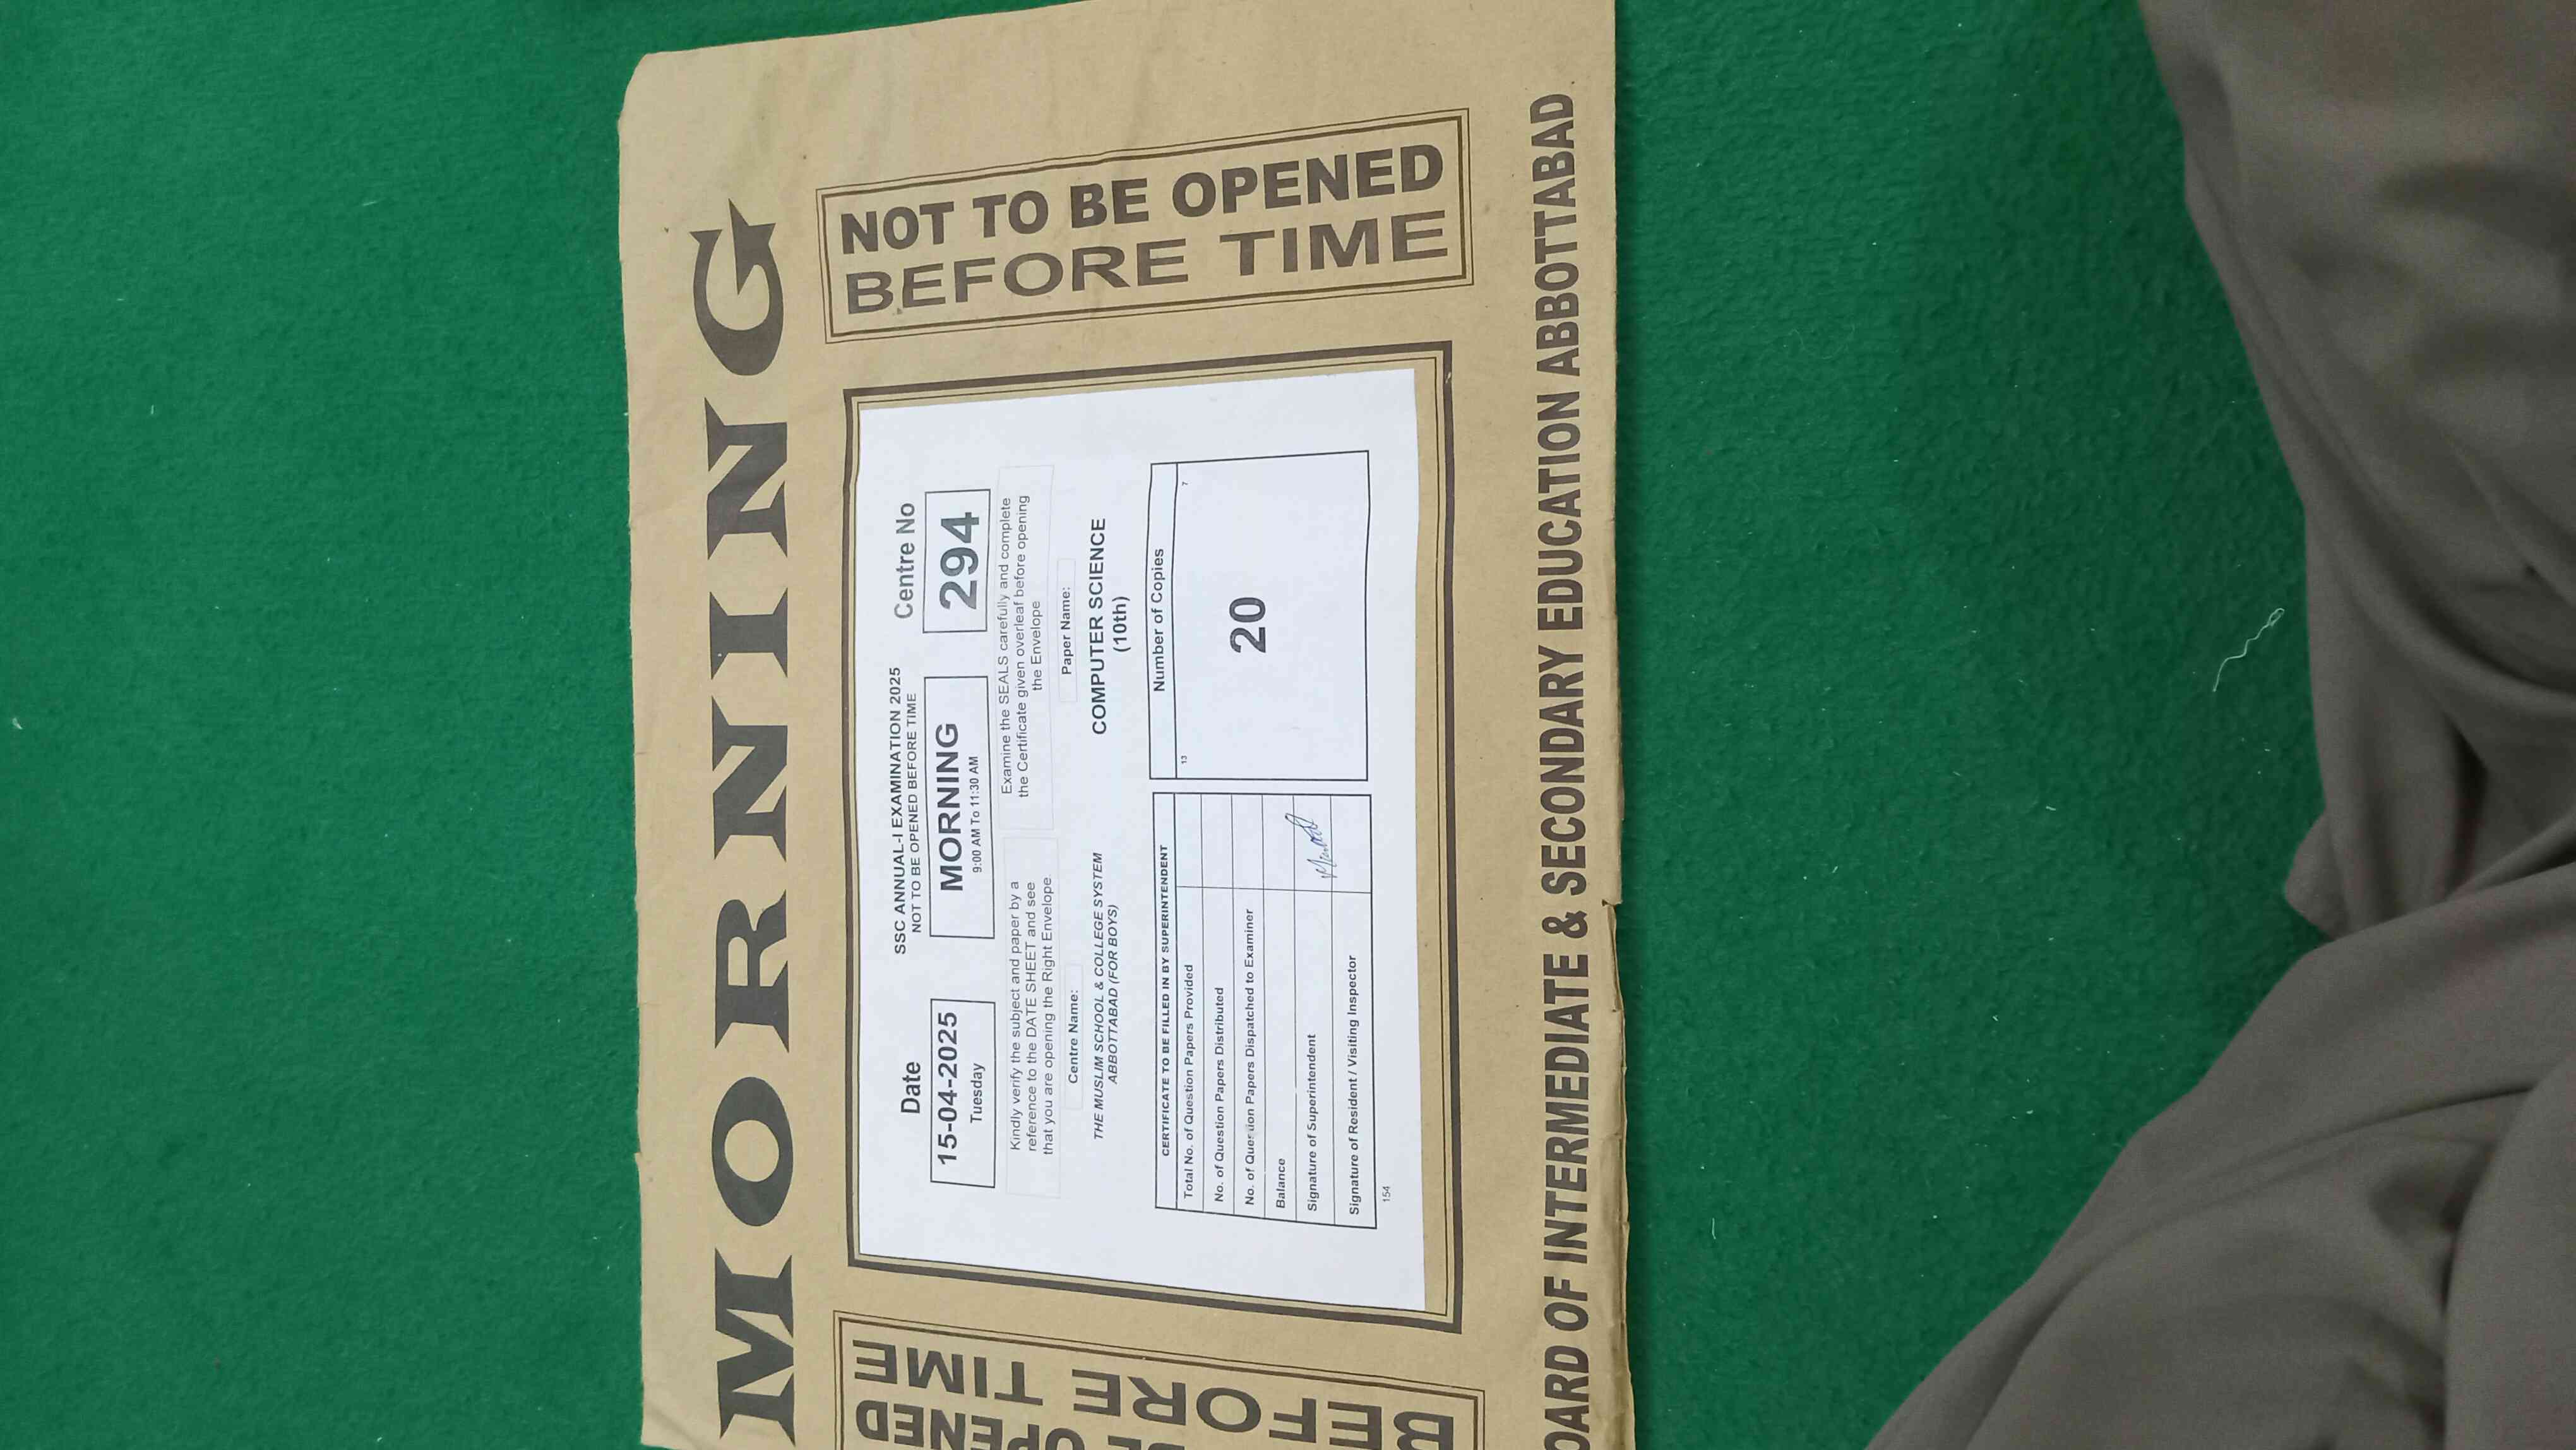 MORNING
NOT TO BE OPENED
BEFORE TIME
SSC ANNUAL-I EXAMINATION 2025
NOT TO BE OPENED BEFORE TIME
Date
15-04-2025
Tuesday
MORNING
9:00 AM To 11:30 AM
Centre No
294
Kindly verify the subject and paper by a
reference to the DATE SHEET and see
that you are opening the Right Envelope.
Examine the SEALS carefully and complete
the Certificate given overleaf before opening
the Envelope
Centre Name:
THE MUSLIM SCHOOL & COLLEGE SYSTEM
ABBOTTABAD (FOR BOYS)
Paper Name:
COMPUTER SCIENCE
(10th)
CERTIFICATE TO BE FILLED IN BY SUPERINTENDENT
Total No. of Question Papers Provided
No. of Question Papers Distributed
No. of Question Papers Dispatched to Examiner
Balance
Signature of Superintendent
Signature of Resident / Visiting Inspector
Number of Copies
13 7
20
154
OPENED
BEFORE TIME
OARD OF INTERMEDIATE & SECONDARY EDUCATION ABBOTTABAD